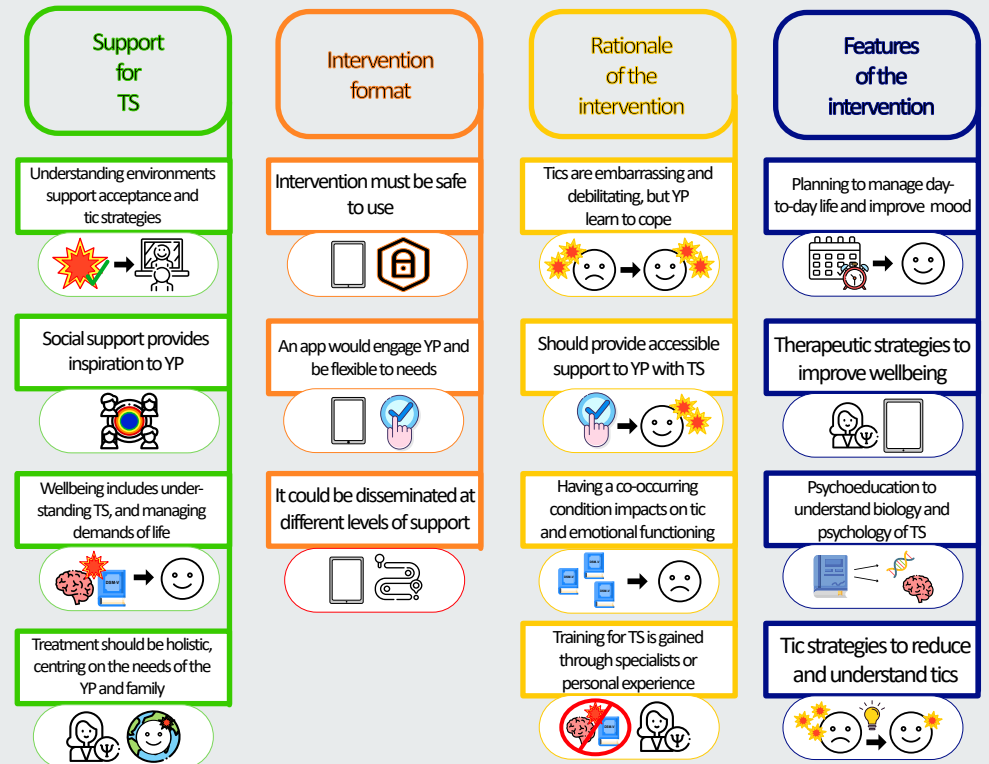 Support
for
TS
Understanding environments
support acceptance and
tic strategies
Social support provides
inspiration to YP
Wellbeing includes under-
standing TS, and managing
demands of life
DSM-V
Treatment should be holistic,
centring on the needs of the
YP and family
Ψ
Intervention
format
Intervention must be safe
to use
An app would engage YP and
be flexible to needs
It could be disseminated at
different levels of support
Rationale
of the
intervention
Tics are embarrassing and
debilitating, but YP
learn to cope
Should provide accessible
support to YP with TS
Having a co-occurring
condition impacts on tic
and emotional functioning
DSM-V
DSM-V
DSM-V
Training for TS is gained
through specialists or
personal experience
DSM-V
Ψ
Features
of the
intervention
Planning to manage day-
to-day life and improve mood
Therapeutic strategies to
improve wellbeing
Ψ
Psychoeducation to
understand biology and
psychology of TS
Tic strategies to reduce
and understand tics